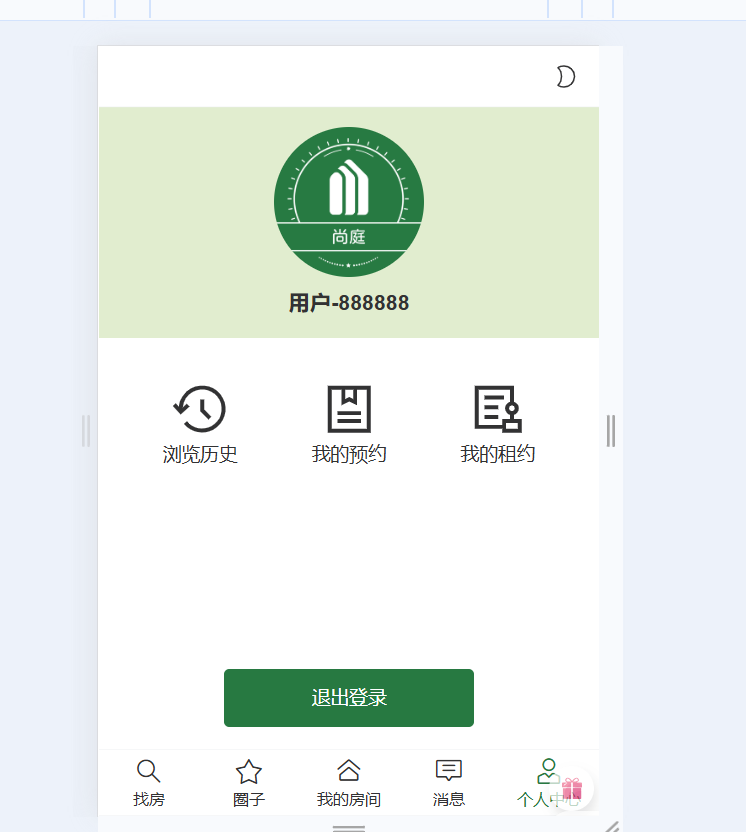 尚庭
用户-888888
浏览历史 我的预约 我的租约
退出登录
找房 圈子 我的房间 消息 个人中心